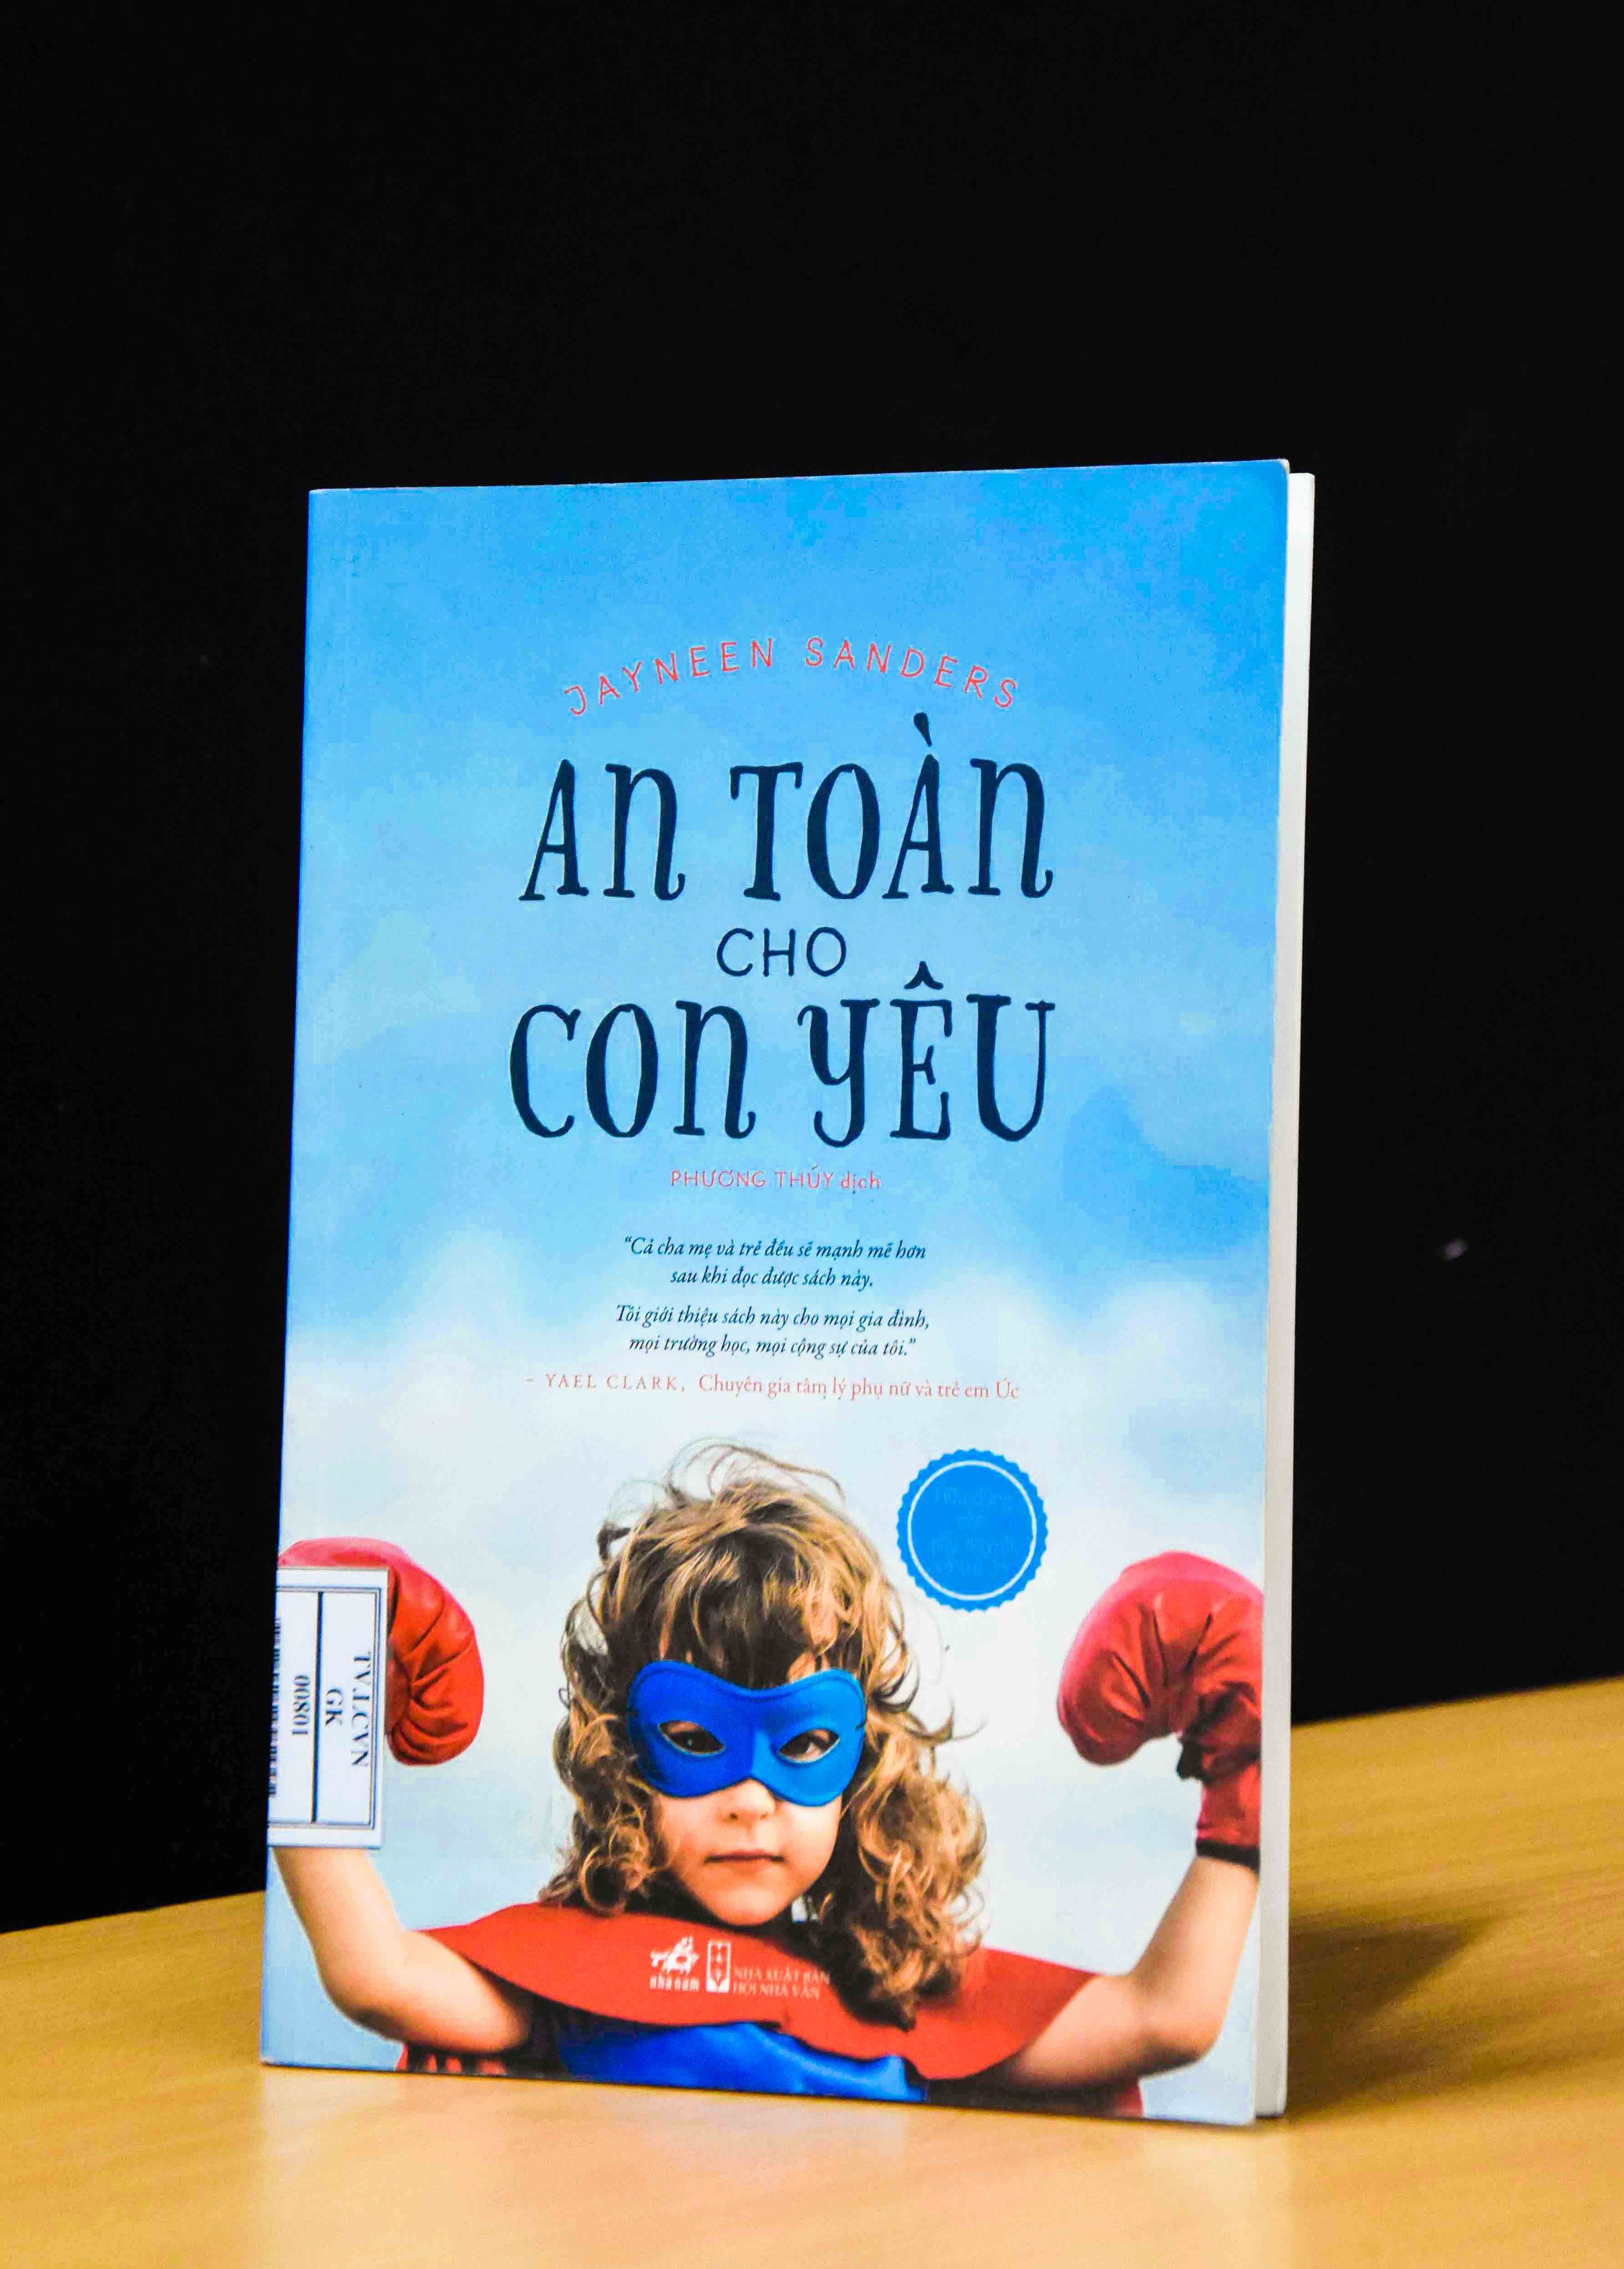 JAYNEEN SANDERS
AN TOÀN
CHO
CON YÊU
PHƯƠNG THÚY dịch
“Cả cha mẹ và trẻ đều sẽ mạnh mẽ hơn
sau khi đọc được sách này.
Tôi giới thiệu sách này cho mọi gia đình,
mọi trường học, mọi cộng sự của tôi.”
– YAEL CLARK, Chuyên gia tâm lý phụ nữ và trẻ em Úc
TV.LCVN
GK
00801
nhã nam
NHÀ XUẤT BẢN
HỘI NHÀ VĂN